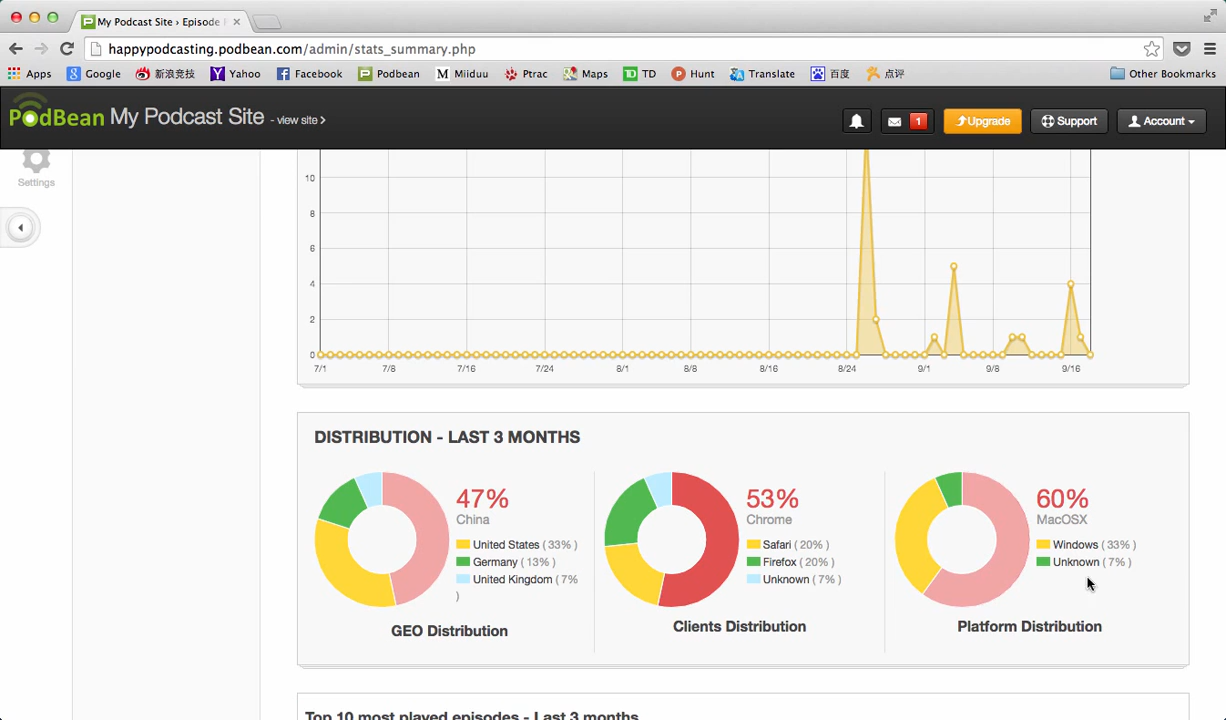 My Podcast Site › Episode
happypodcasting.podbean.com/admin/stats_summary.php
Apps Google 新浪竞技 Yahoo Facebook Podbean Miiduu Ptrac Maps TD Hunt Translate 百度 点评 Other Bookmarks
PodBean My Podcast Site - view site
1 Upgrade Support Account
Settings
10
8
6
4
2
0
7/1 7/8 7/16 7/24 8/1 8/8 8/16 8/24 9/1 9/8 9/16
DISTRIBUTION - LAST 3 MONTHS
47%
China
United States ( 33% )
Germany ( 13% )
United Kingdom ( 7%
)
GEO Distribution
53%
Chrome
Safari ( 20% )
Firefox ( 20% )
Unknown ( 7% )
Clients Distribution
60%
MacOSX
Windows ( 33% )
Unknown ( 7% )
Platform Distribution
Top 10 most played episodes - Last 3 months